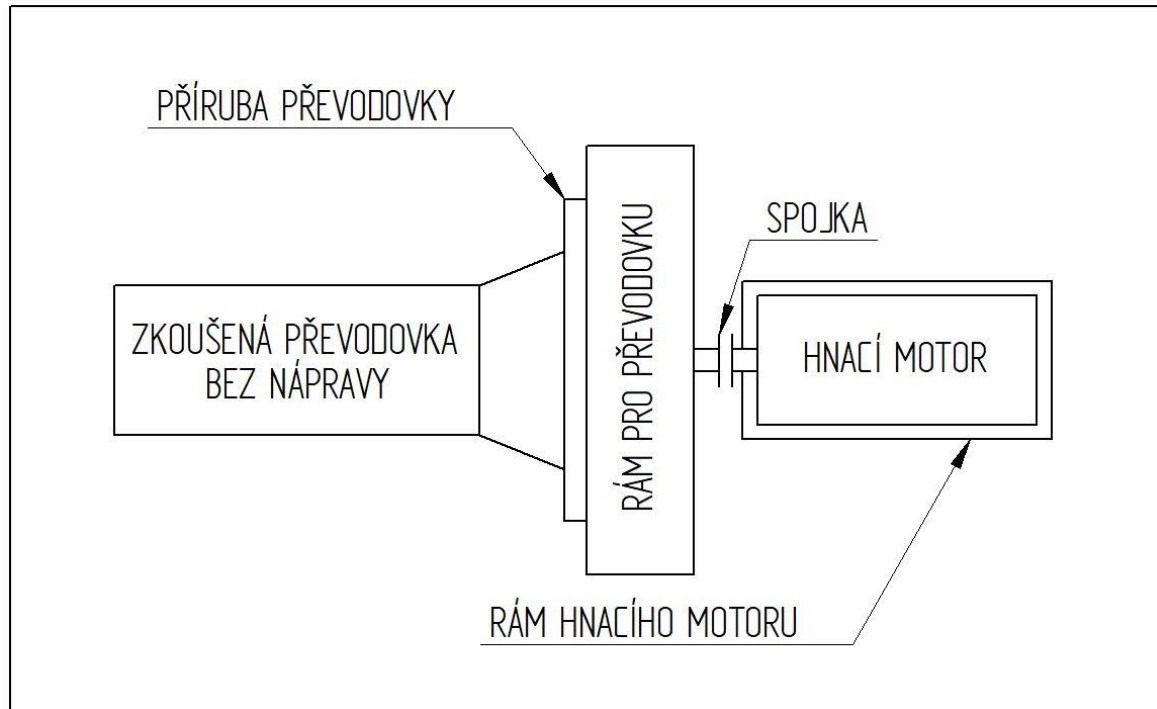 PŘÍRUBA PŘEVODOVKY
SPOJKA
RÁM PRO PŘEVODOVKU
ZKOUŠENÁ PŘEVODOVKA
BEZ NÁPRAVY
HNACÍ MOTOR
RÁM HNACÍHO MOTORU